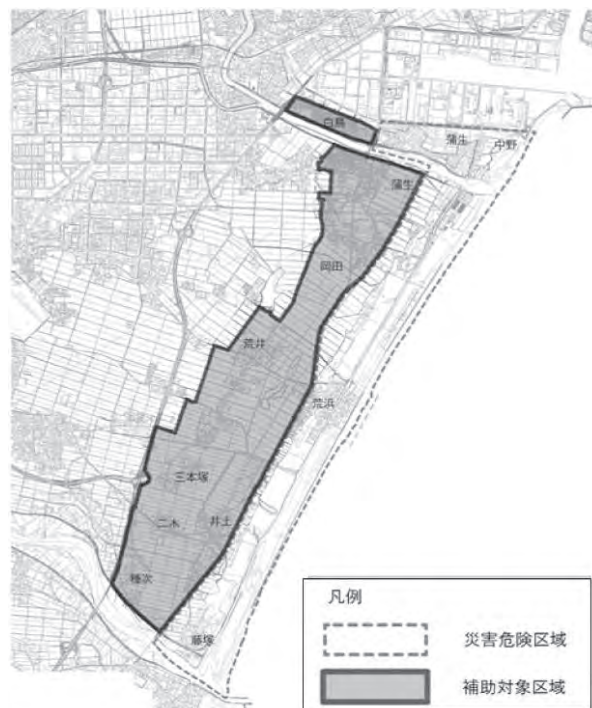 白鳥
蒲生
中野
蒲生
岡田
荒井
荒浜
三本塚
二木
井土
種次
藤塚
凡例
災害危険区域
補助対象区域